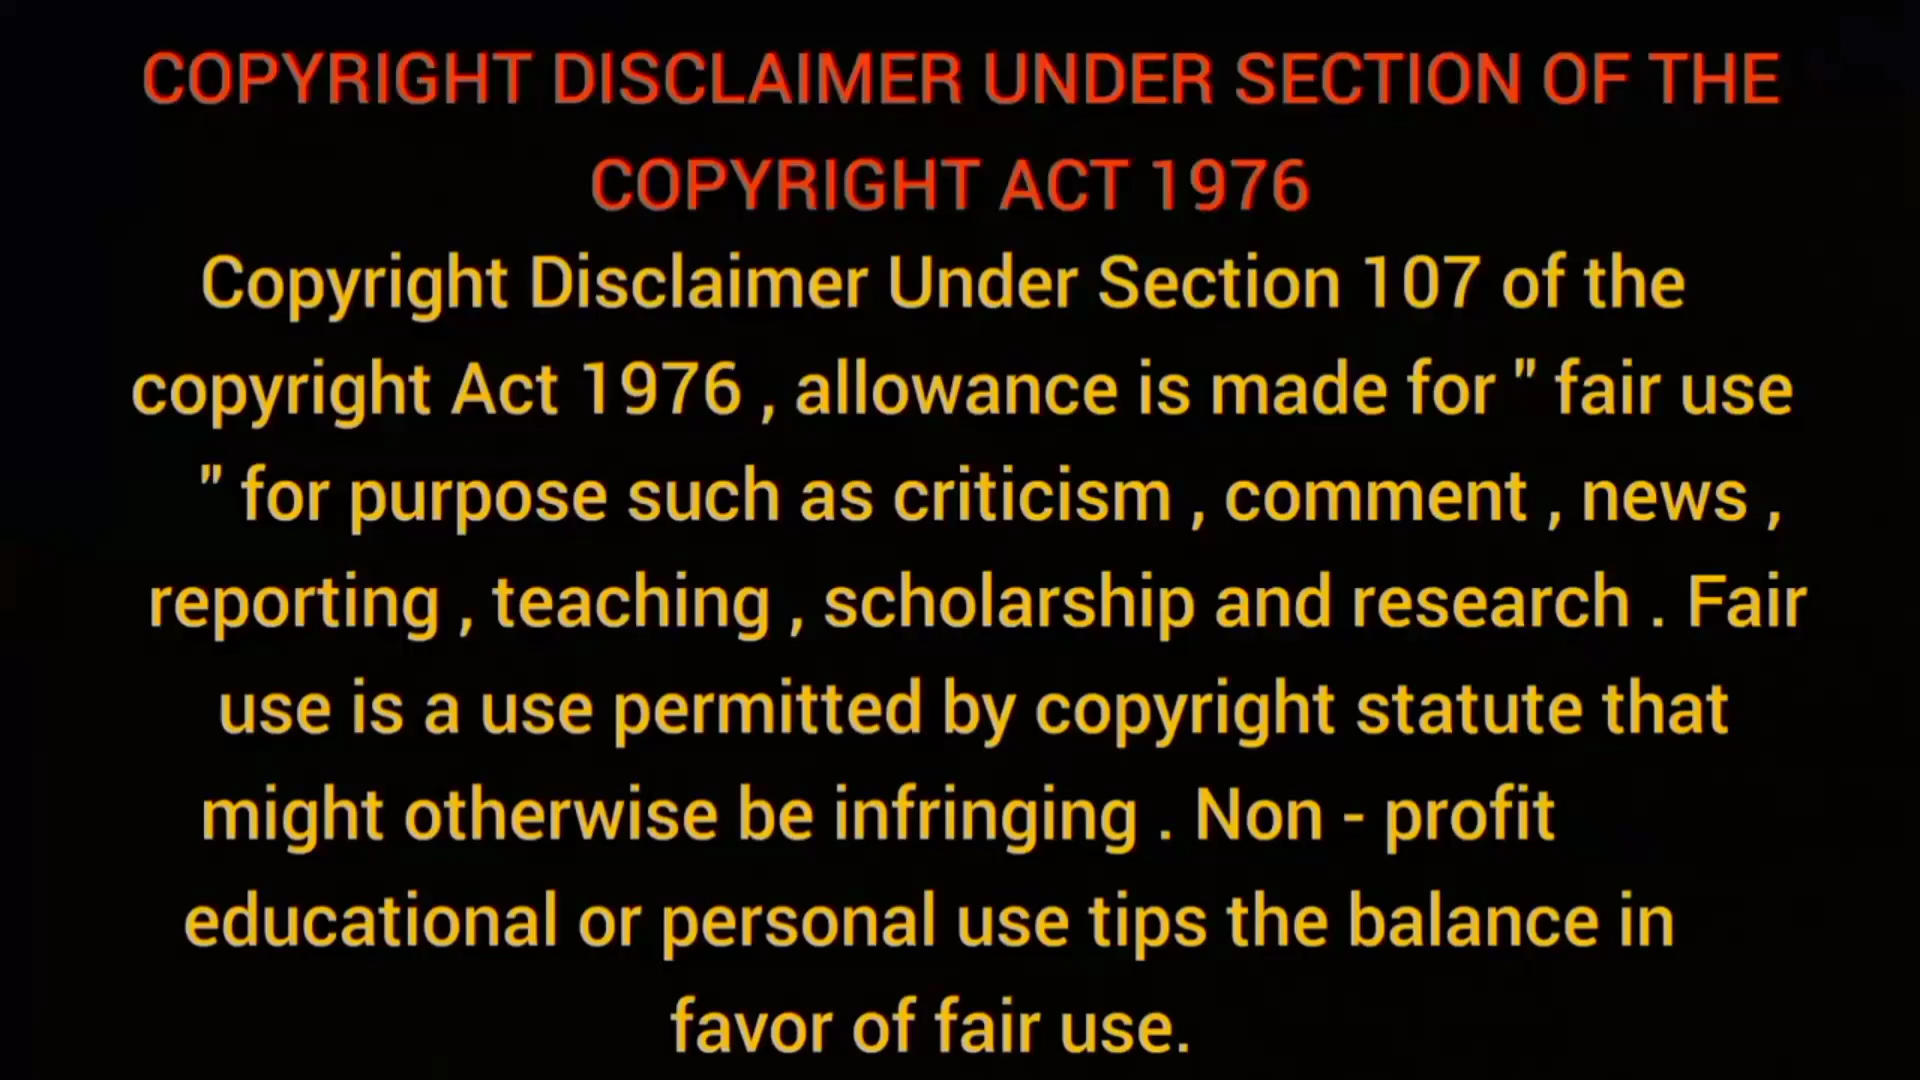 COPYRIGHT DISCLAIMER UNDER SECTION OF THE
COPYRIGHT ACT 1976
Copyright Disclaimer Under Section 107 of the
copyright Act 1976 , allowance is made for " fair use
" for purpose such as criticism , comment , news ,
reporting , teaching , scholarship and research . Fair
use is a use permitted by copyright statute that
might otherwise be infringing . Non - profit
educational or personal use tips the balance in
favor of fair use.